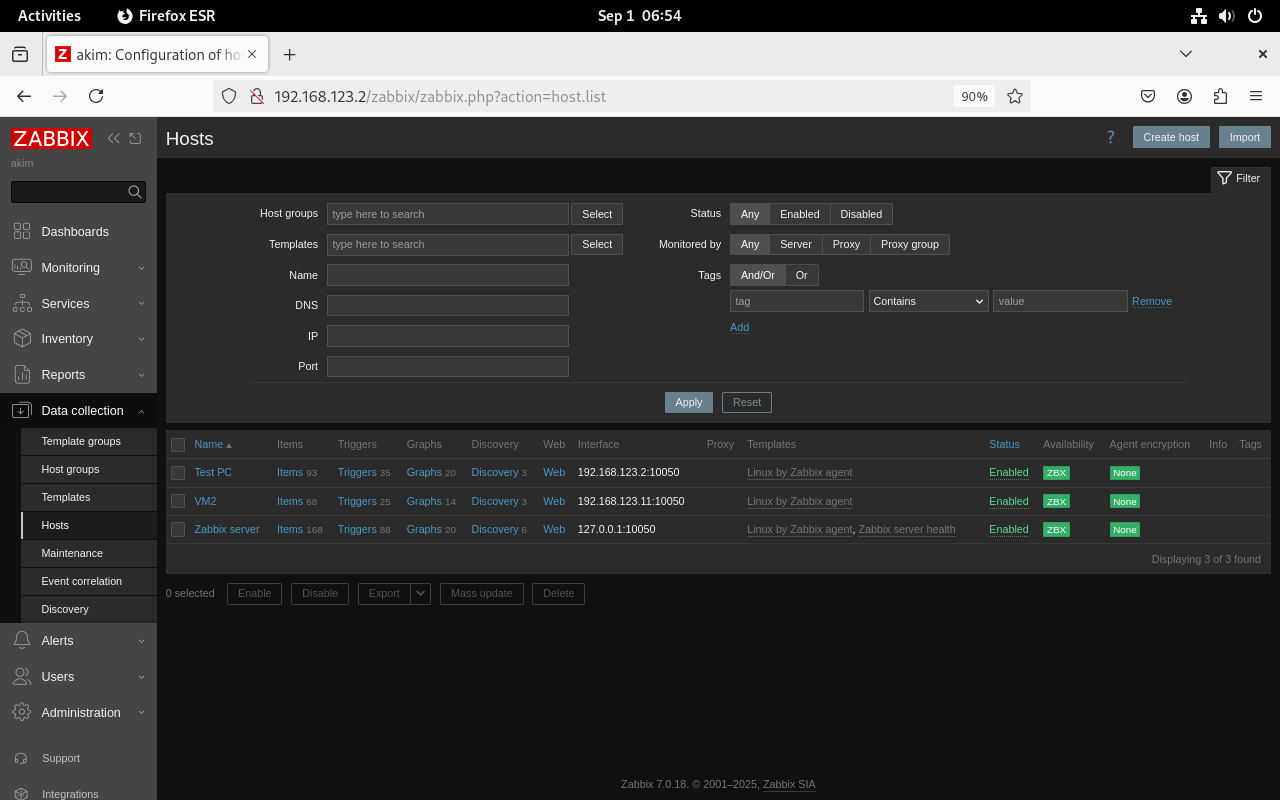 Activities Firefox ESR Sep 1 06:54
akim: Configuration of ho
192.168.123.2/zabbix/zabbix.php?action=host.list 90%
ZABBIX
akim
Dashboards
Monitoring
Services
Inventory
Reports
Data collection
Template groups
Host groups
Templates
Hosts
Maintenance
Event correlation
Discovery
Alerts
Users
Administration
Support
Integrations
Hosts ? Create host Import
Filter
Host groups type here to search Select
Templates type here to search Select
Name
DNS
IP
Port
Status Any Enabled Disabled
Monitored by Any Server Proxy Proxy group
Tags And/Or Or
tag Contains value Remove
Add
Apply Reset
Name Items Triggers Graphs Discovery Web Interface Proxy Templates Status Availability Agent encryption Info Tags
Test PC Items 93 Triggers 35 Graphs 20 Discovery 3 Web 192.168.123.2:10050 Linux by Zabbix agent Enabled ZBX None
VM2 Items 68 Triggers 25 Graphs 14 Discovery 3 Web 192.168.123.11:10050 Linux by Zabbix agent Enabled ZBX None
Zabbix server Items 168 Triggers 88 Graphs 20 Discovery 6 Web 127.0.0.1:10050 Linux by Zabbix agent, Zabbix server health Enabled ZBX None
Displaying 3 of 3 found
0 selected Enable Disable Export Mass update Delete
Zabbix 7.0.18. © 2001–2025, Zabbix SIA